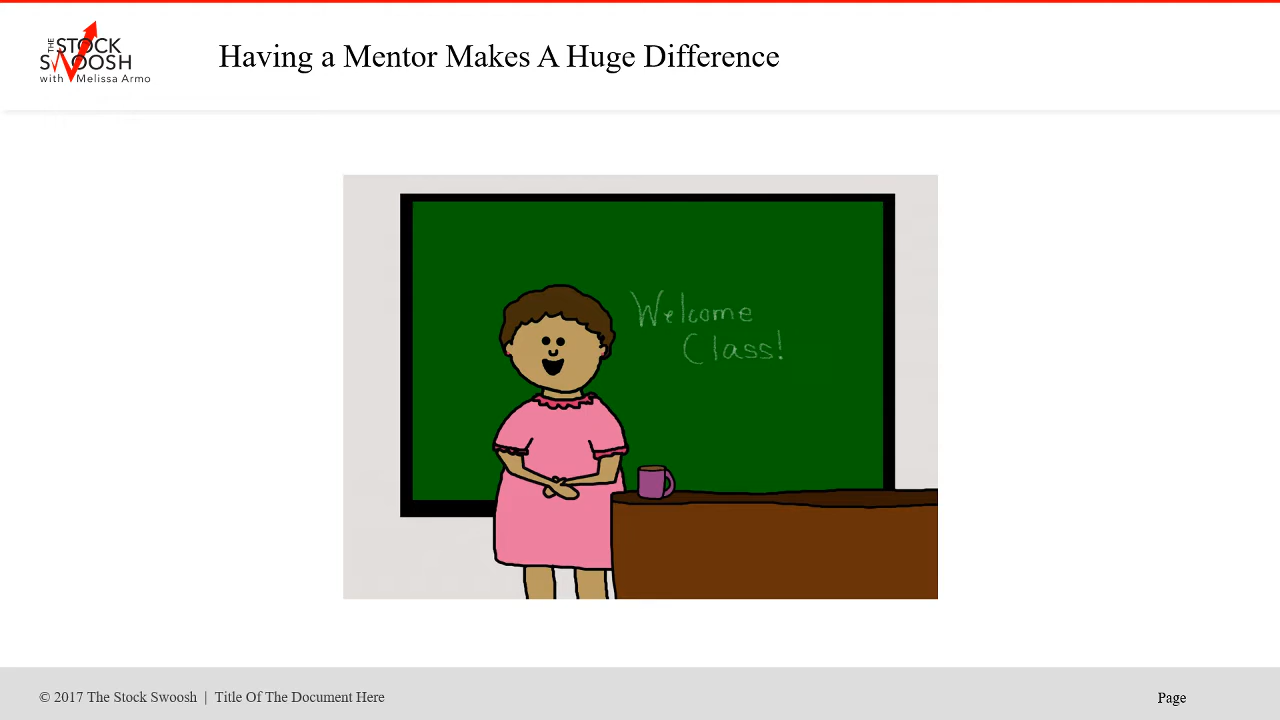 THE STOCK
SWOOSH
with Melissa Armo
Having a Mentor Makes A Huge Difference
Welcome
Class!
© 2017 The Stock Swoosh | Title Of The Document Here
Page